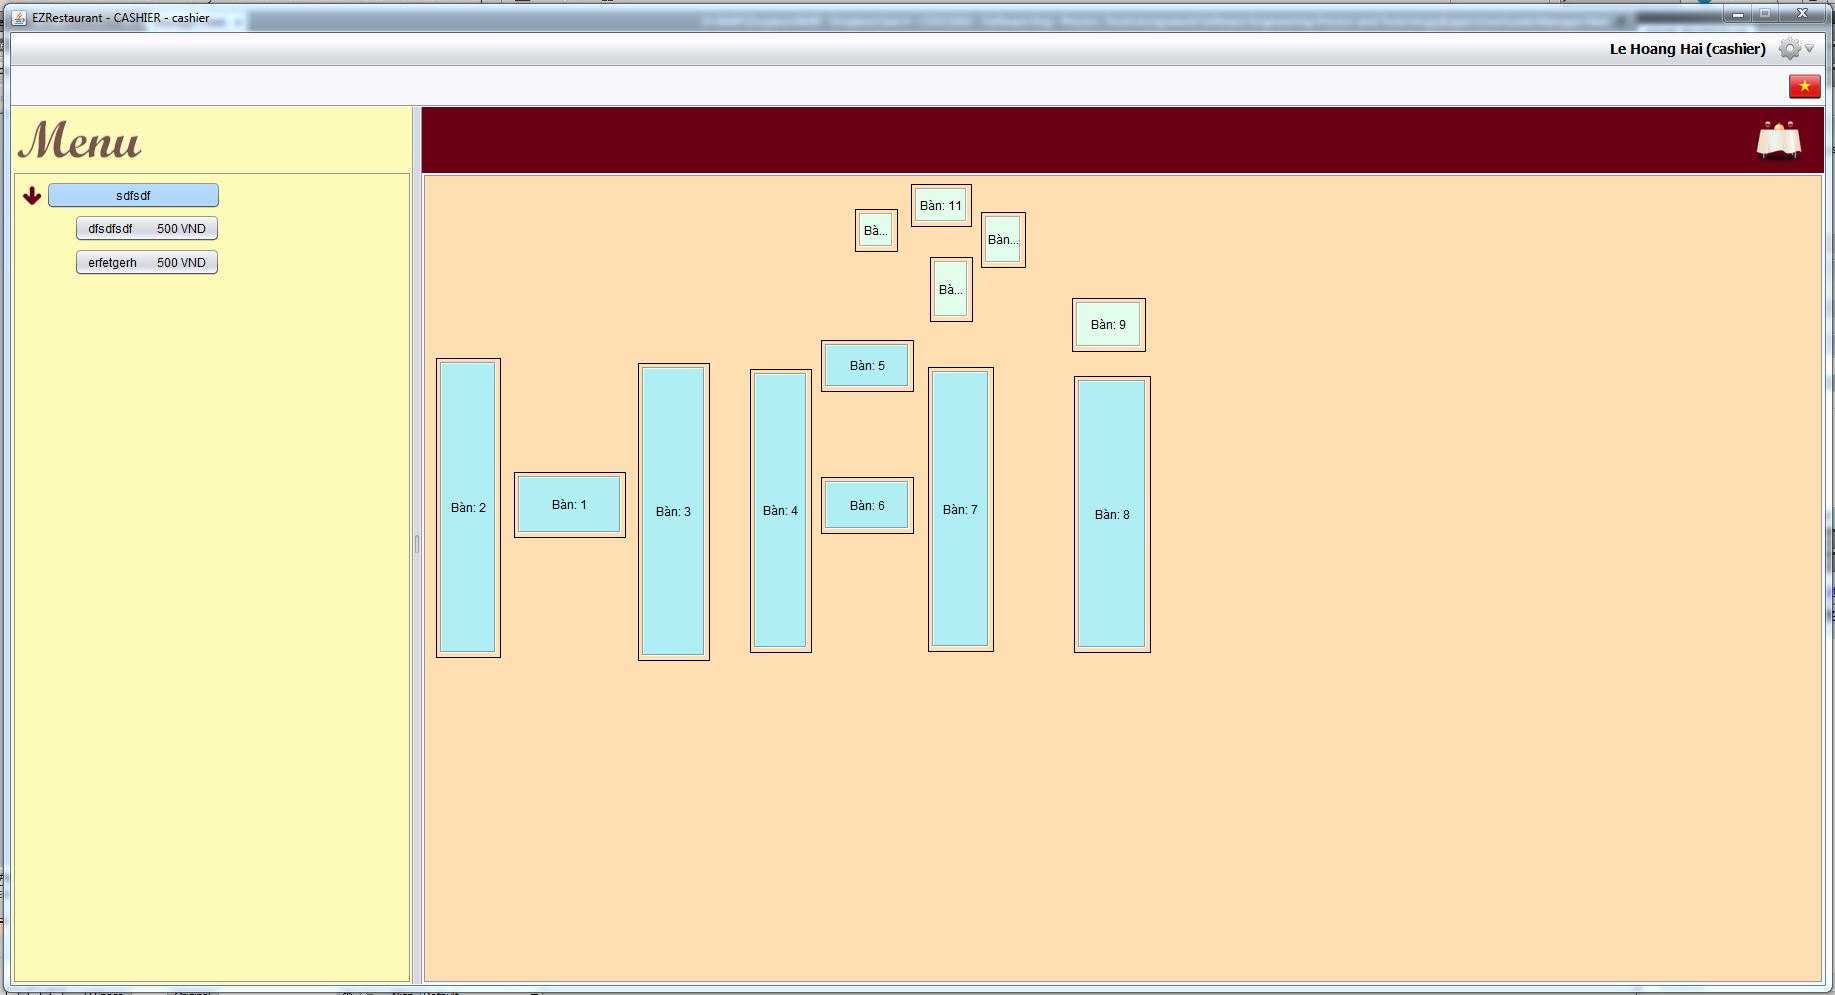 EZRestaurant - CASHIER - cashier
Le Hoang Hai (cashier)
Menu
sdfsdf
dfsdfsdf 500 VND
erfetgerh 500 VND
Bàn: 11
Bà...
Bàn...
Bà...
Bàn: 9
Bàn: 5
Bàn: 2
Bàn: 1
Bàn: 3
Bàn: 4
Bàn: 6
Bàn: 7
Bàn: 8